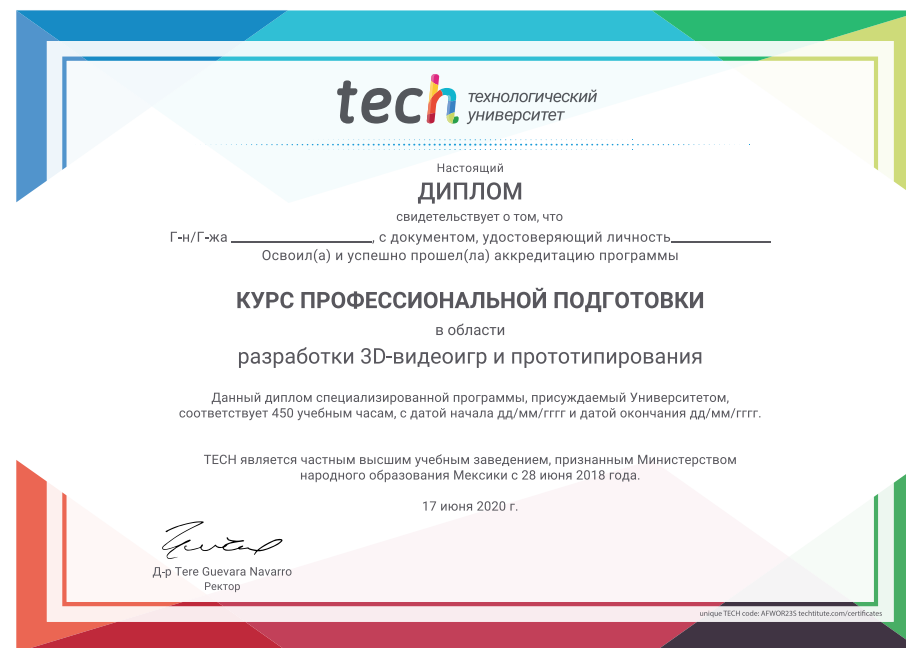 tech технологический университет
Настоящий
ДИПЛОМ
свидетельствует о том, что
Г-н/Г-жа ____________, с документом, удостоверяющий личность____________
Освоил(а) и успешно прошел(ла) аккредитацию программы
КУРС ПРОФЕССИОНАЛЬНОЙ ПОДГОТОВКИ
в области
разработки 3D-видеоигр и прототипирования
Данный диплом специализированной программы, присуждаемый Университетом,
соответствует 450 учебным часам, с датой начала дд/мм/гггг и датой окончания дд/мм/гггг.
TECH является частным высшим учебным заведением, признанным Министерством
народного образования Мексики с 28 июня 2018 года.
17 июня 2020 г.
Д-р Tere Guevara Navarro
Ректор
unique TECH code: AFWOR23S techtitute.com/certificates